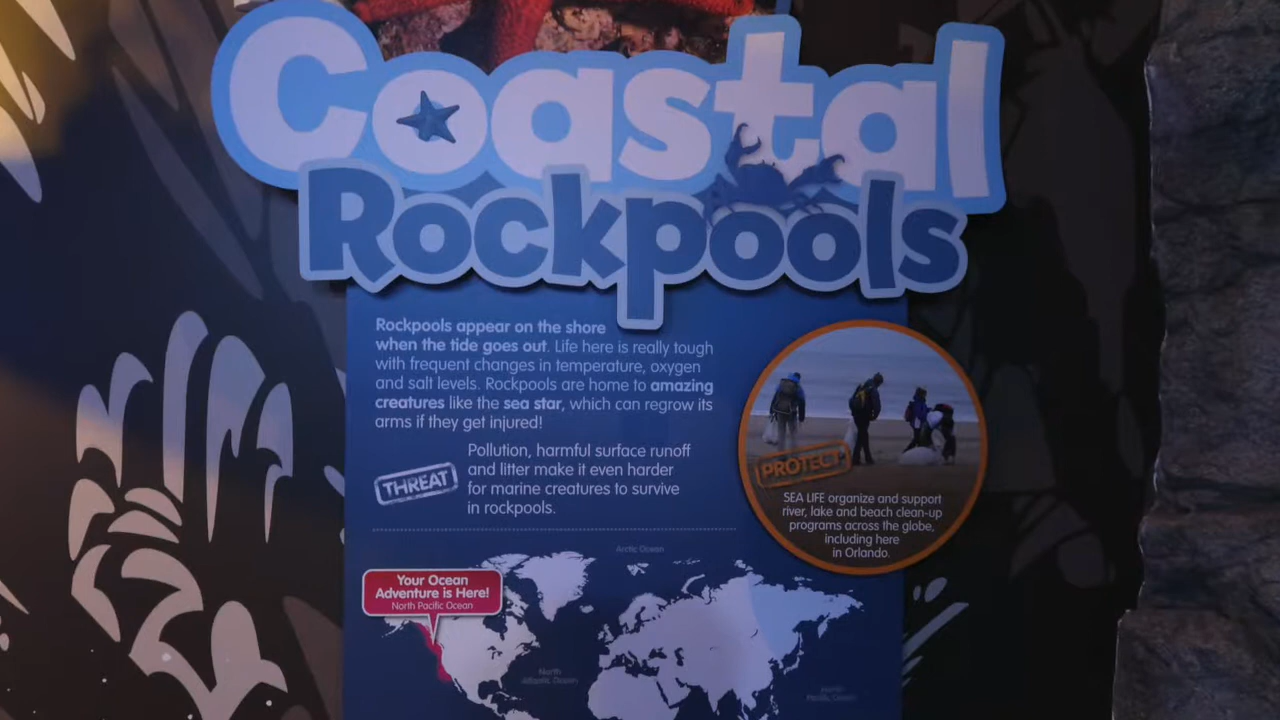 Coastal
Rockpools
Rockpools appear on the shore
when the tide goes out. Life here is really tough
with frequent changes in temperature, oxygen
and salt levels. Rockpools are home to amazing
creatures like the sea star, which can regrow its
arms if they get injured!
THREAT
Pollution, harmful surface runoff
and litter make it even harder
for marine creatures to survive
in rockpools.
PROTECT
SEA LIFE organize and support
river, lake and beach clean-up
programs across the globe,
including here
in Orlando.
Arctic Ocean
Your Ocean
Adventure is Here!
North Pacific Ocean
North
Atlantic Ocean
North
Pacific Ocean